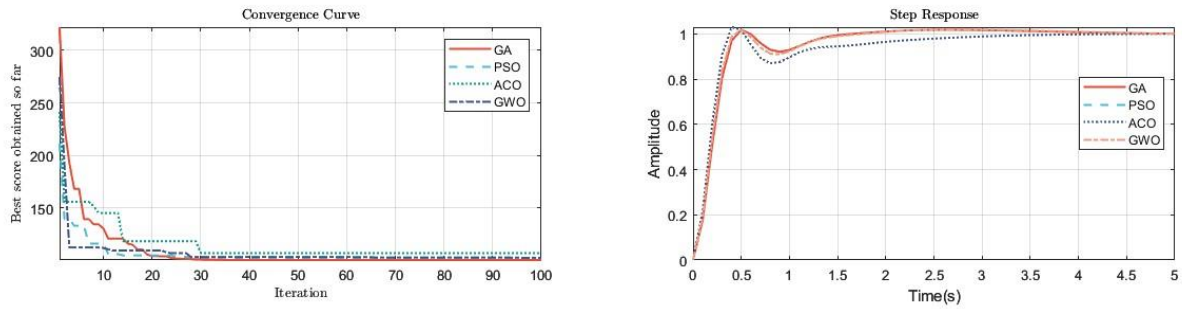 Convergence Curve
300
250
200
150
10 20 30 40 50 60 70 80 90 100
Iteration
Best score obtained so far
GA
PSO
ACO
GWO
Step Response
1
0.8
0.6
0.4
0.2
0
0 0.5 1 1.5 2 2.5 3 3.5 4 4.5 5
Time(s)
Amplitude
GA
PSO
ACO
GWO